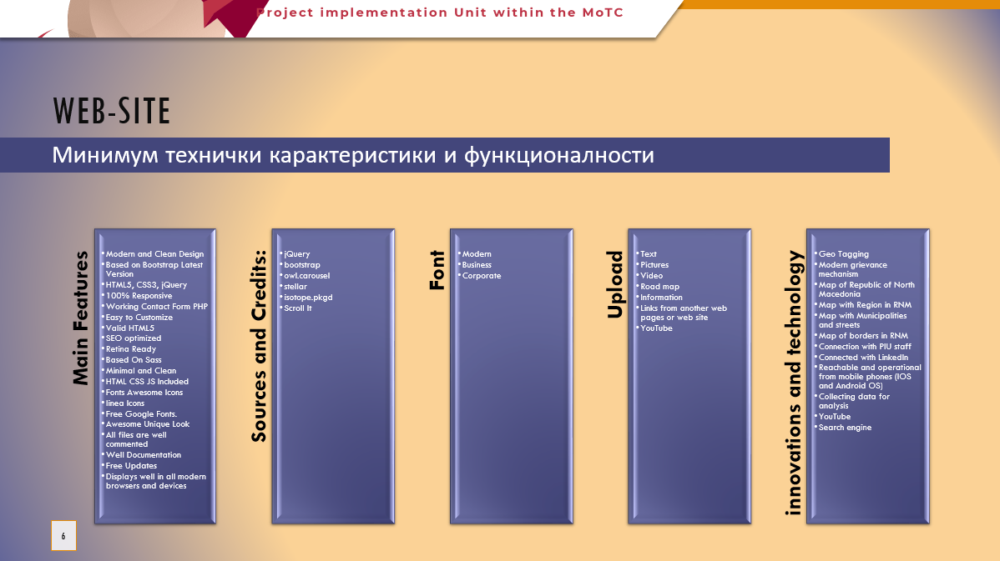 Project implementation Unit within the MoTC
WEB-SITE
Минимум технички карактеристики и функционалности
Main Features
•Modern and Clean Design
•Based on Bootstrap Latest
Version
•HTML5, CSS3, jQuery
•100% Responsive
•Working Contact Form PHP
•Easy to Customize
•Valid HTML5
•SEO optimized
•Retina Ready
•Based On Sass
•Minimal and Clean
•HTML CSS JS Included
•Fonts Awesome Icons
•linea Icons
•Free Google Fonts.
•Awesome Unique Look
•All files are well
commented
•Well Documentation
•Free Updates
•Displays well in all modern
browsers and devices
Sources and Credits:
•jQuery
•bootstrap
•owl.carousel
•stellar
•isotope.pkgd
•Scroll It
Font
•Modern
•Business
•Corporate
Upload
•Text
•Pictures
•Video
•Road map
•Information
•Links from another web
pages or web site
•YouTube
innovations and technology
•Geo Tagging
•Modern grievance
mechanism
•Map of Republic of North
Macedonia
•Map with Region in RNM
•Map with Municipalities
and streets
•Map of borders in RNM
•Connection with PIU staff
•Connected with LinkedIn
•Reachable and operational
from mobile phones (IOS
and Android OS)
•Collecting data for
analysis
•YouTube
•Search engine
6